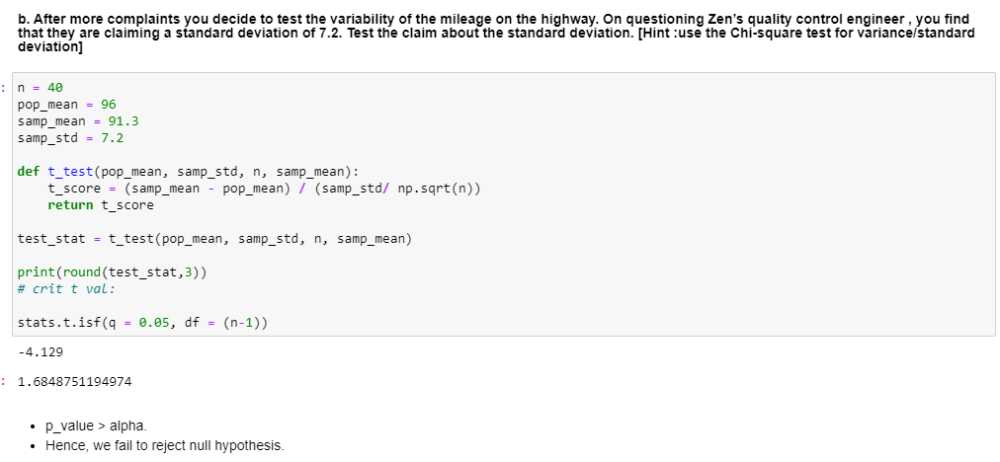 b. After more complaints you decide to test the variability of the mileage on the highway. On questioning Zen's quality control engineer , you find
that they are claiming a standard deviation of 7.2. Test the claim about the standard deviation. [Hint :use the Chi-square test for variance/standard
deviation]
: n = 40
pop_mean = 96
samp_mean = 91.3
samp_std = 7.2
def t_test(pop_mean, samp_std, n, samp_mean):
    t_score = (samp_mean - pop_mean) / (samp_std/ np.sqrt(n))
    return t_score
test_stat = t_test(pop_mean, samp_std, n, samp_mean)
print(round(test_stat,3))
# crit t val:
stats.t.isf(q = 0.05, df = (n-1))
-4.129
: 1.6848751194974
• p_value > alpha.
• Hence, we fail to reject null hypothesis.